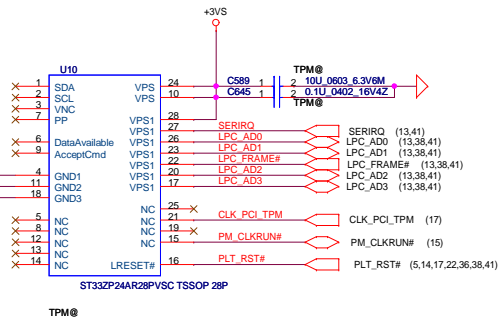 +3VS
U10
TPM@
1 SDA VPS 24 C589 1 2 10U_0603_6.3V6M
2 SCL VPS 10 C645 1 2 0.1U_0402_16V4Z
3 VNC TPM@
7 PP VPS1 28
VPS1 27 SERIRQ SERIRQ (13,41)
6 DataAvailable VPS1 26 LPC_AD0 LPC_AD0 (13,38,41)
9 AcceptCmd VPS1 23 LPC_AD1 LPC_AD1 (13,38,41)
VPS1 22 LPC_FRAME# LPC_FRAME# (13,38,41)
4 GND1 VPS1 20 LPC_AD2 LPC_AD2 (13,38,41)
11 GND2 VPS1 17 LPC_AD3 LPC_AD3 (13,38,41)
18 GND3
NC 25
5 NC NC 21 CLK_PCI_TPM CLK_PCI_TPM (17)
8 NC NC 19
12 NC NC 15 PM_CLKRUN# PM_CLKRUN# (15)
13 NC
14 NC LRESET# 16 PLT_RST# PLT_RST# (5,14,17,22,36,38,41)
ST33ZP24AR28PVSC TSSOP 28P
TPM@